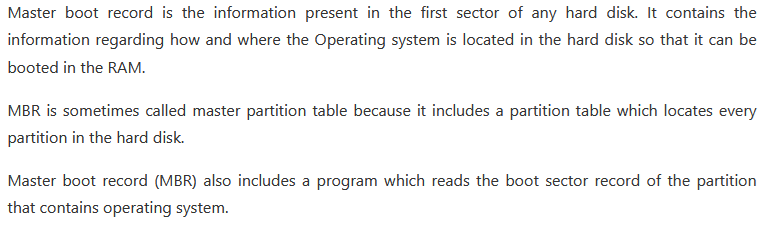 Master boot record is the information present in the first sector of any hard disk. It contains the
information regarding how and where the Operating system is located in the hard disk so that it can be
booted in the RAM.
MBR is sometimes called master partition table because it includes a partition table which locates every
partition in the hard disk.
Master boot record (MBR) also includes a program which reads the boot sector record of the partition
that contains operating system.